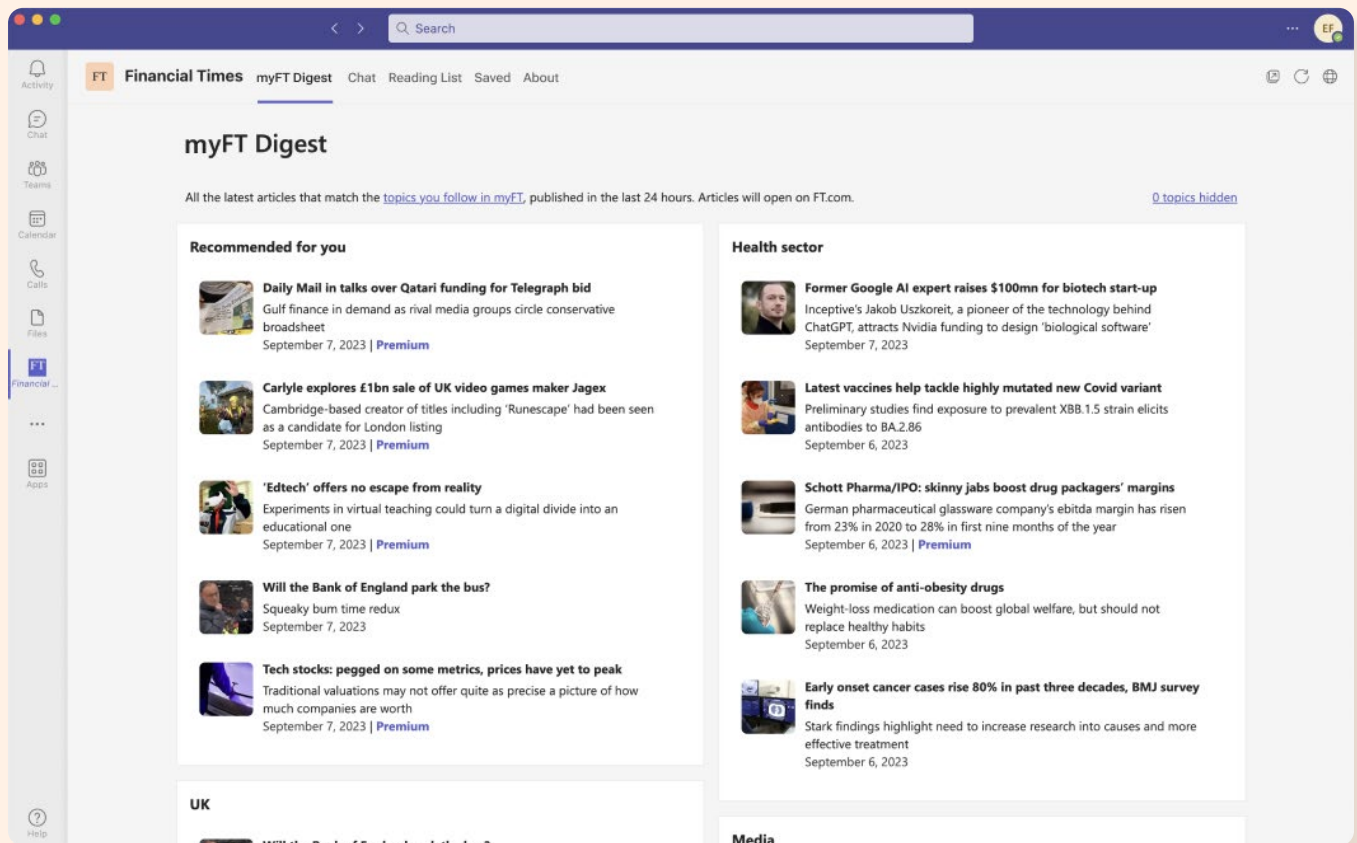 Search
EF
Activity
Chat
Teams
Calendar
Calls
Files
FT
Financial ...
Apps
Help
FT
Financial Times
myFT Digest
Chat
Reading List
Saved
About
myFT Digest
All the latest articles that match the topics you follow in myFT, published in the last 24 hours. Articles will open on FT.com.
0 topics hidden
Recommended for you
Daily Mail in talks over Qatari funding for Telegraph bid
Gulf finance in demand as rival media groups circle conservative
broadsheet
September 7, 2023 | Premium
Carlyle explores £1bn sale of UK video games maker Jagex
Cambridge-based creator of titles including 'Runescape' had been seen
as a candidate for London listing
September 7, 2023 | Premium
'Edtech' offers no escape from reality
Experiments in virtual teaching could turn a digital divide into an
educational one
September 7, 2023 | Premium
Will the Bank of England park the bus?
Squeaky bum time redux
September 7, 2023
Tech stocks: pegged on some metrics, prices have yet to peak
Traditional valuations may not offer quite as precise a picture of how
much companies are worth
September 7, 2023 | Premium
UK
Health sector
Former Google AI expert raises $100mn for biotech start-up
Inceptive's Jakob Uszkoreit, a pioneer of the technology behind
ChatGPT, attracts Nvidia funding to design 'biological software'
September 7, 2023
Latest vaccines help tackle highly mutated new Covid variant
Preliminary studies find exposure to prevalent XBB.1.5 strain elicits
antibodies to BA.2.86
September 6, 2023
Schott Pharma/IPO: skinny jabs boost drug packagers' margins
German pharmaceutical glassware company's ebitda margin has risen
from 23% in 2020 to 28% in first nine months of the year
September 6, 2023 | Premium
The promise of anti-obesity drugs
Weight-loss medication can boost global welfare, but should not
replace healthy habits
September 6, 2023
Early onset cancer cases rise 80% in past three decades, BMJ survey
finds
Stark findings highlight need to increase research into causes and more
effective treatment
September 6, 2023
Media